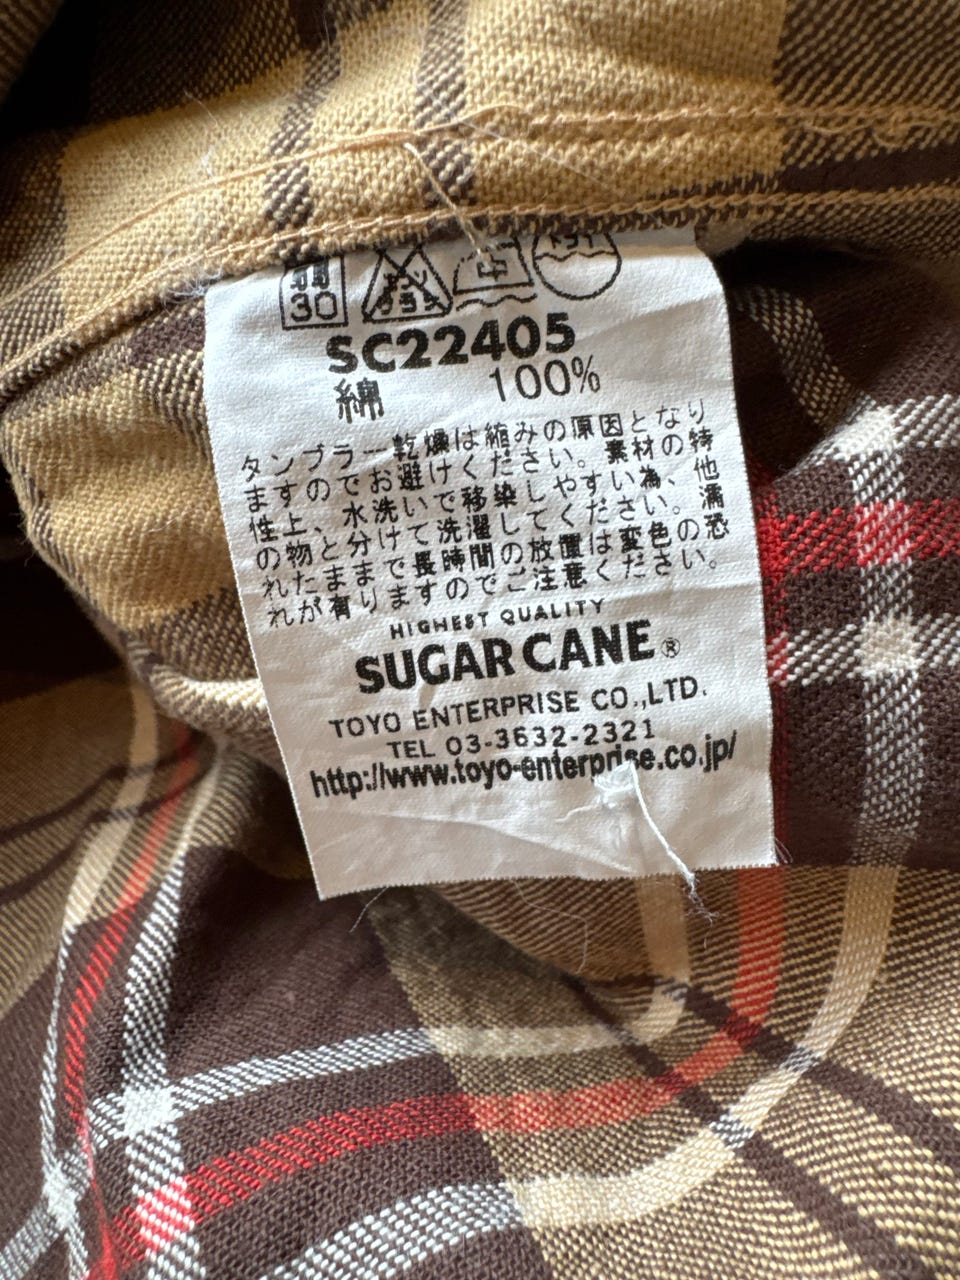 30
SC22405
綿 100%
タンブラー乾燥は縮みの原因となり
ますのでお避けください。素材の特
性上、水洗いで移染しやすい為、他
の物と分けて洗濯してください。濡
れたままで長時間の放置は変色の恐
れが有りますのでご注意ください。
HIGHEST QUALITY
SUGAR CANE®
TOYO ENTERPRISE CO.,LTD.
TEL 03-3632-2321
http://www.toyo-enterprise.co.jp/